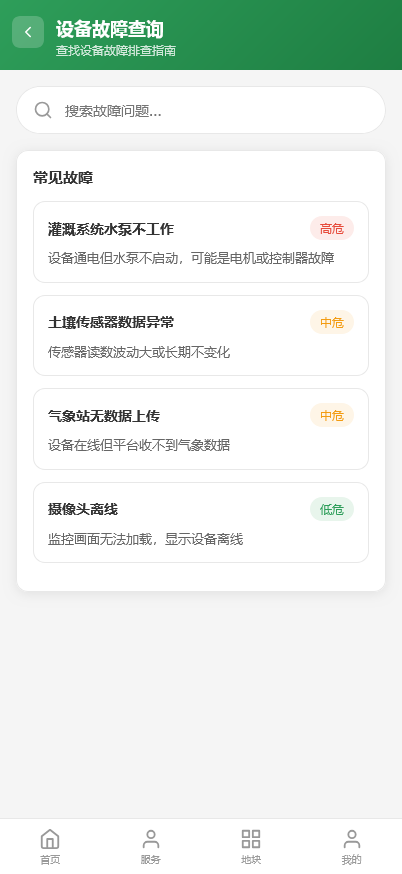 设备故障查询
查找设备故障排查指南
搜索故障问题...
常见故障
灌溉系统水泵不工作
高危
设备通电但水泵不启动，可能是电机或控制器故障
土壤传感器数据异常
中危
传感器读数波动大或长期不变化
气象站无数据上传
中危
设备在线但平台收不到气象数据
摄像头离线
低危
监控画面无法加载，显示设备离线
首页
服务
地块
我的